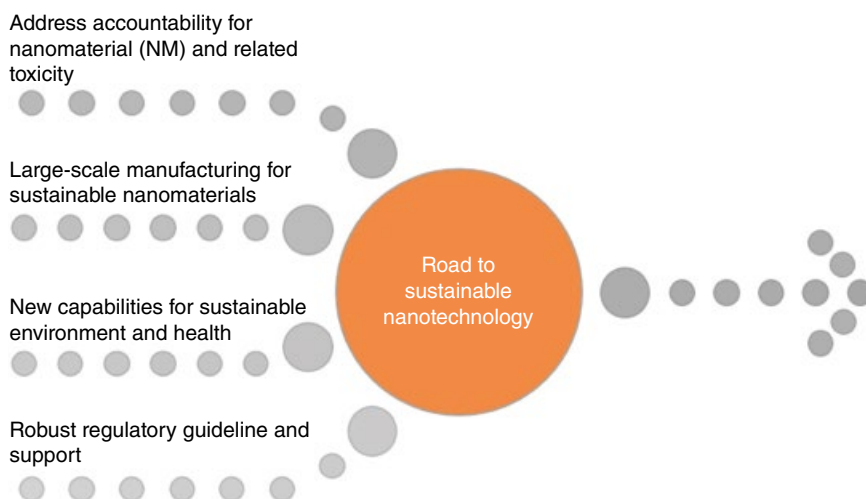 Address accountability for
nanomaterial (NM) and related
toxicity
Large-scale manufacturing for
sustainable nanomaterials
New capabilities for sustainable
environment and health
Robust regulatory guideline and
support
Road to
sustainable
nanotechnology